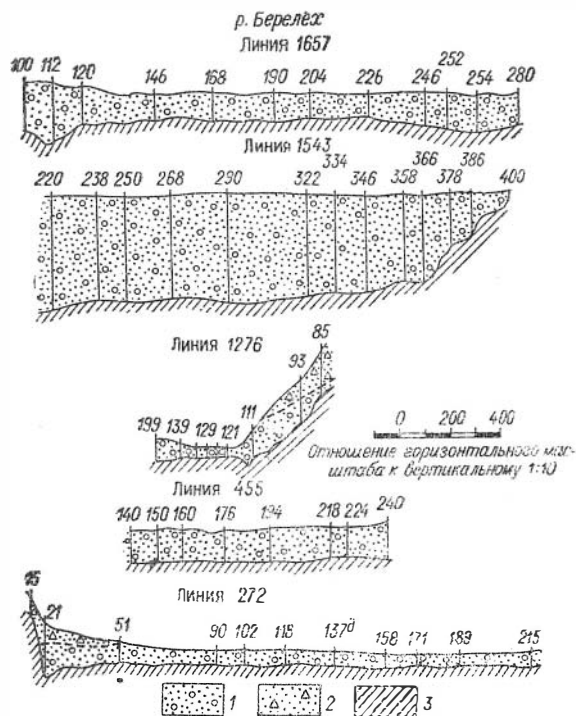 р. Берелёх
Линия 1657
100 112 120 146 168 190 204 226 246 252 254 280
Линия 1543
220 238 250 268 290 322 334 346 358 366 378 386 400
Линия 1276
199 139 129 121 111 93 85
0 200 400
Отношение горизонтального мас-
штаба к вертикальному 1:10
Линия 455
140 150 160 176 194 218 224 240
Линия 272
15 21 51 90 102 118 137д 158 171 189 215
1 2 3